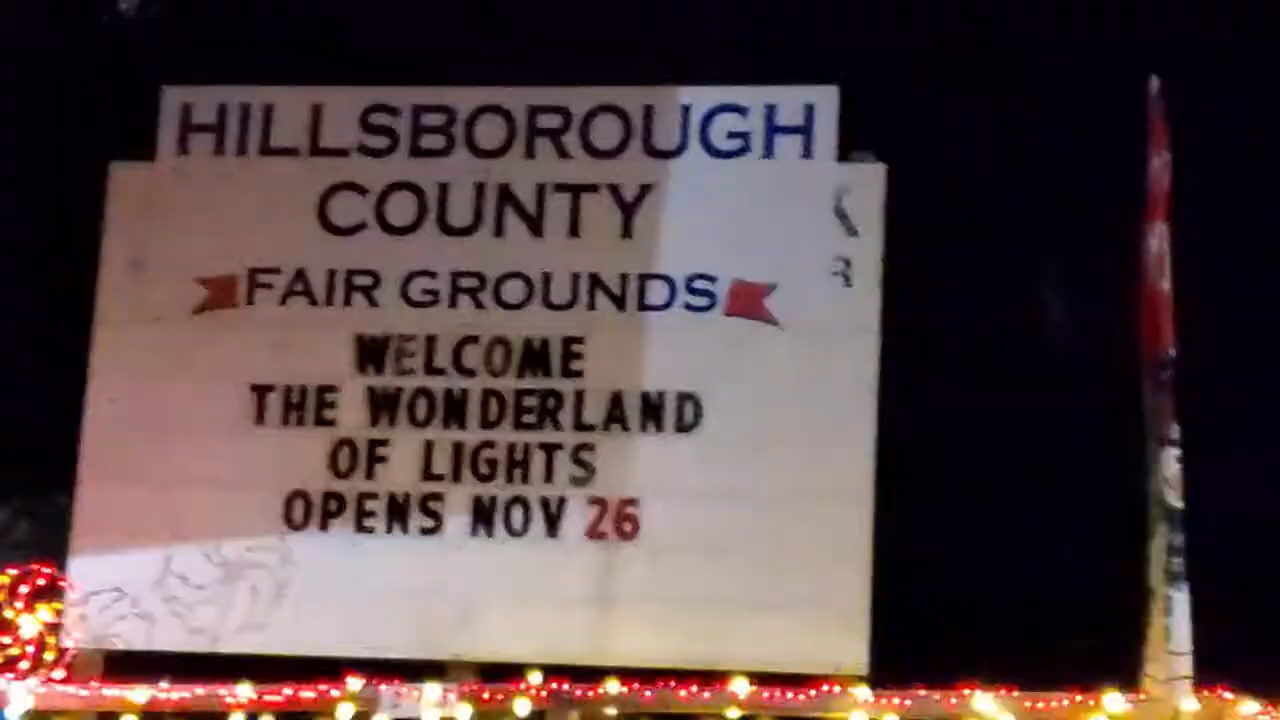 HILLSBOROUGH
COUNTY
FAIR GROUNDS
WELCOME
THE WONDERLAND
OF LIGHTS
OPENS NOV 26